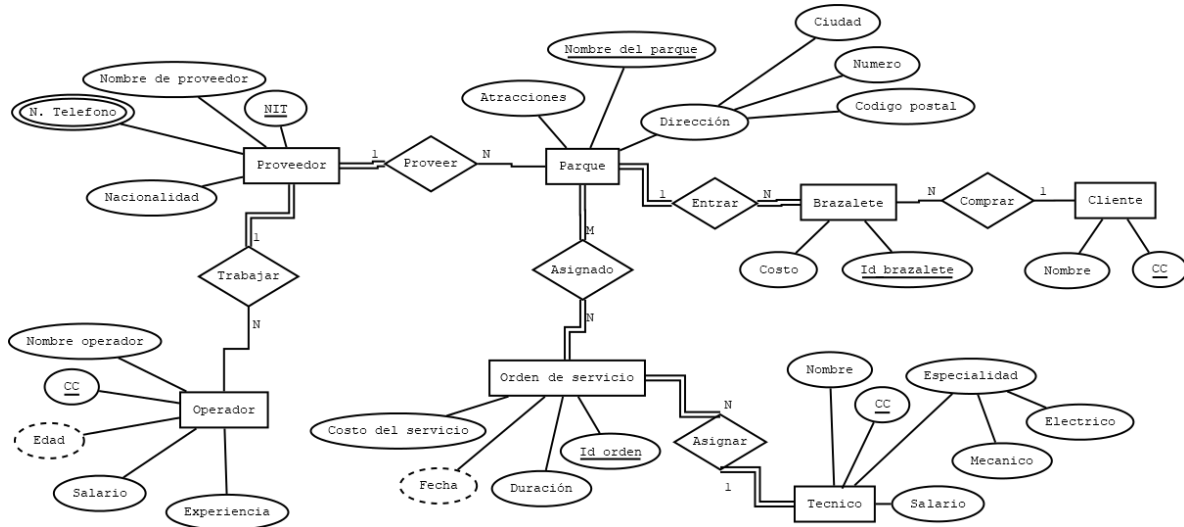 Ciudad
Nombre del parque
Numero
Nombre de proveedor
Atracciones
Codigo postal
N. Telefono
NIT
Dirección
Proveedor
1
Proveer
N
Parque
Nacionalidad
1
Entrar
N
Brazalete
N
Comprar
1
Cliente
1
M
Trabajar
Asignado
Costo
Id brazalete
Nombre
CC
N
N
Nombre operador
CC
Operador
Orden de servicio
Nombre
Especialidad
CC
Edad
Costo del servicio
N
Electrico
Id orden
Asignar
Mecanico
Salario
Fecha
Duración
1
Experiencia
Tecnico
Salario